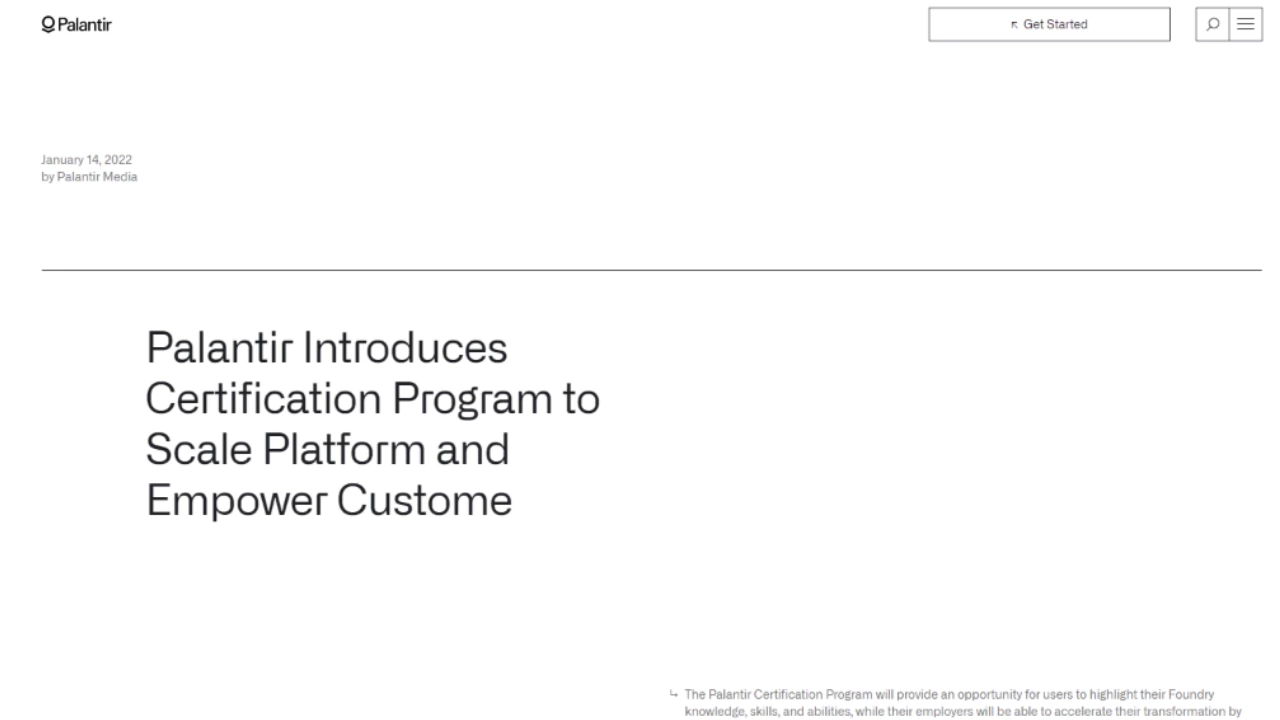 Palantir
Get Started
January 14, 2022
by Palantir Media
Palantir Introduces
Certification Program to
Scale Platform and
Empower Custome
The Palantir Certification Program will provide an opportunity for users to highlight their Foundry
knowledge, skills, and abilities, while their employers will be able to accelerate their transformation by